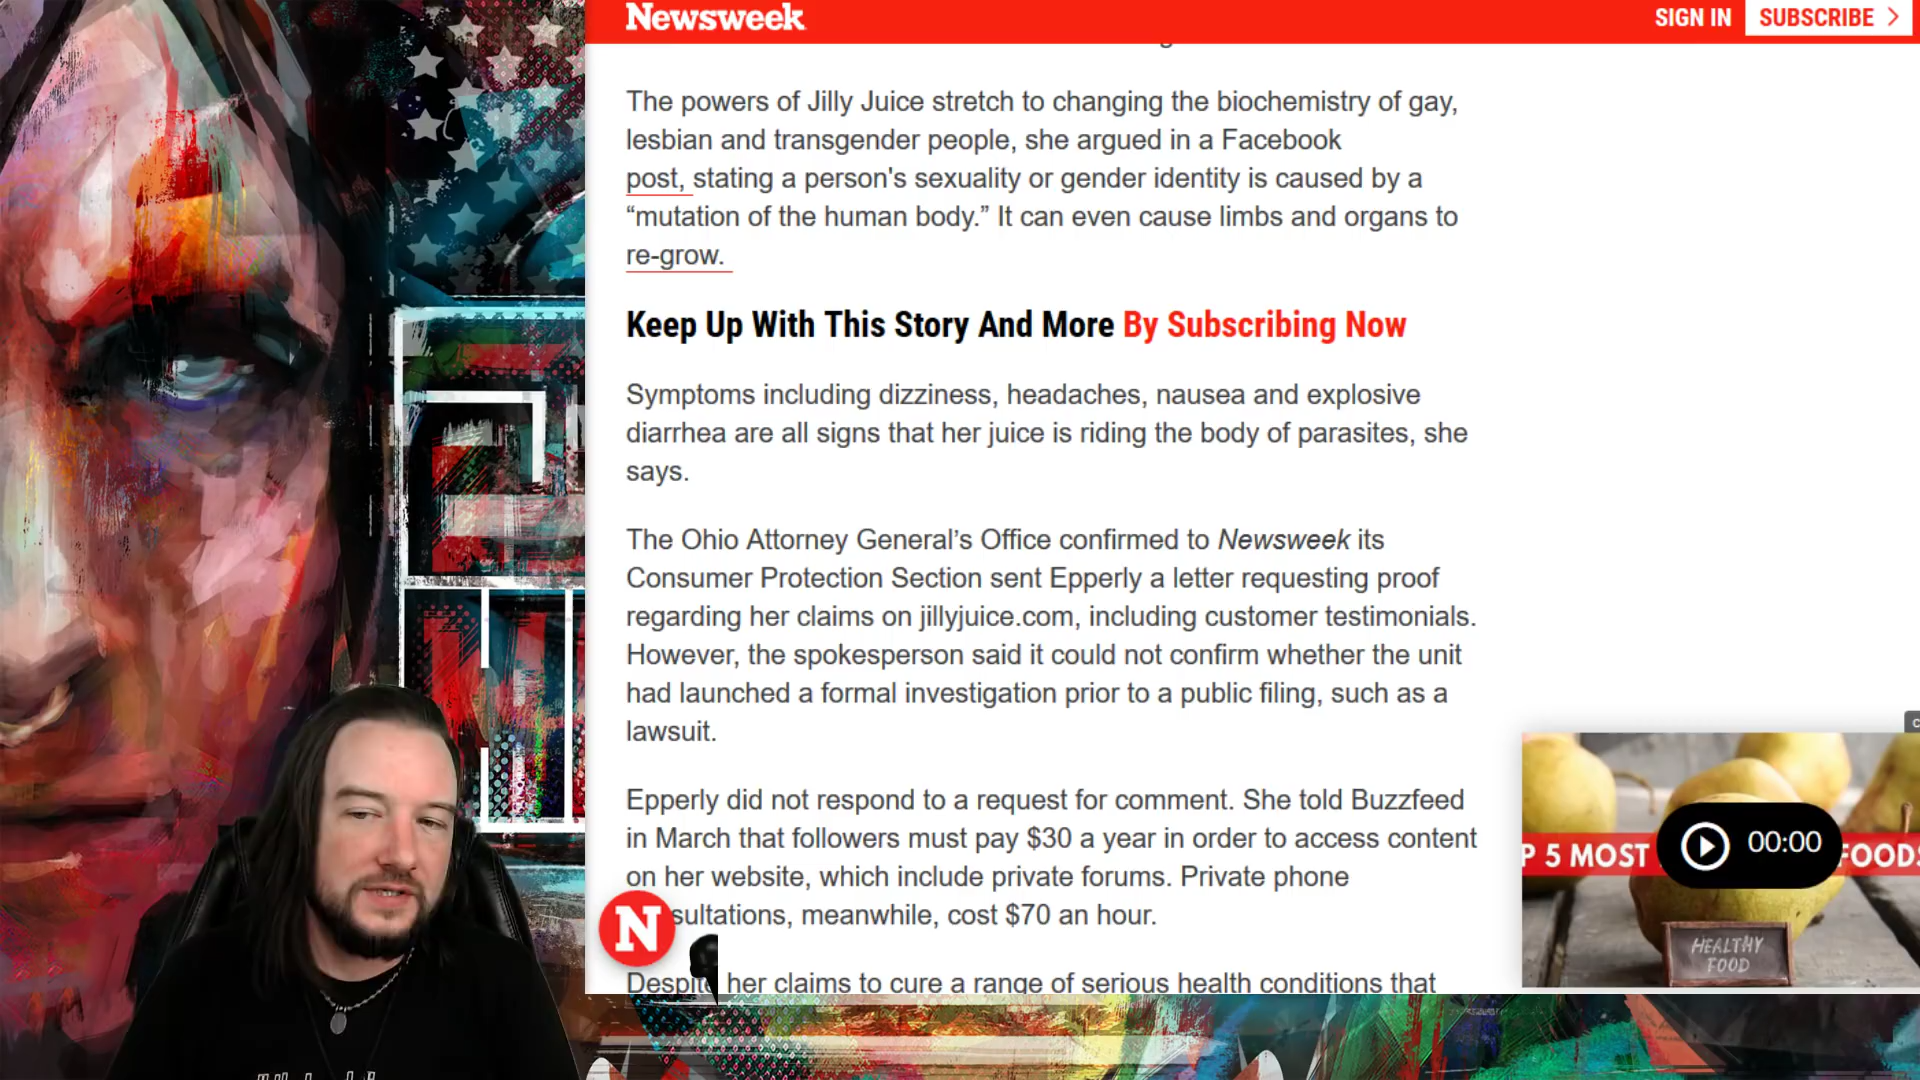 Newsweek
SIGN IN
SUBSCRIBE >
The powers of Jilly Juice stretch to changing the biochemistry of gay,
lesbian and transgender people, she argued in a Facebook
post, stating a person's sexuality or gender identity is caused by a
“mutation of the human body.” It can even cause limbs and organs to
re-grow.
Keep Up With This Story And More By Subscribing Now
Symptoms including dizziness, headaches, nausea and explosive
diarrhea are all signs that her juice is riding the body of parasites, she
says.
The Ohio Attorney General’s Office confirmed to Newsweek its
Consumer Protection Section sent Epperly a letter requesting proof
regarding her claims on jillyjuice.com, including customer testimonials.
However, the spokesperson said it could not confirm whether the unit
had launched a formal investigation prior to a public filing, such as a
lawsuit.
Epperly did not respond to a request for comment. She told Buzzfeed
in March that followers must pay $30 a year in order to access content
on her website, which include private forums. Private phone
sultations, meanwhile, cost $70 an hour.
N
Despite her claims to cure a range of serious health conditions that
P 5 MOST
00:00
FOODS
HEALTHY
FOOD